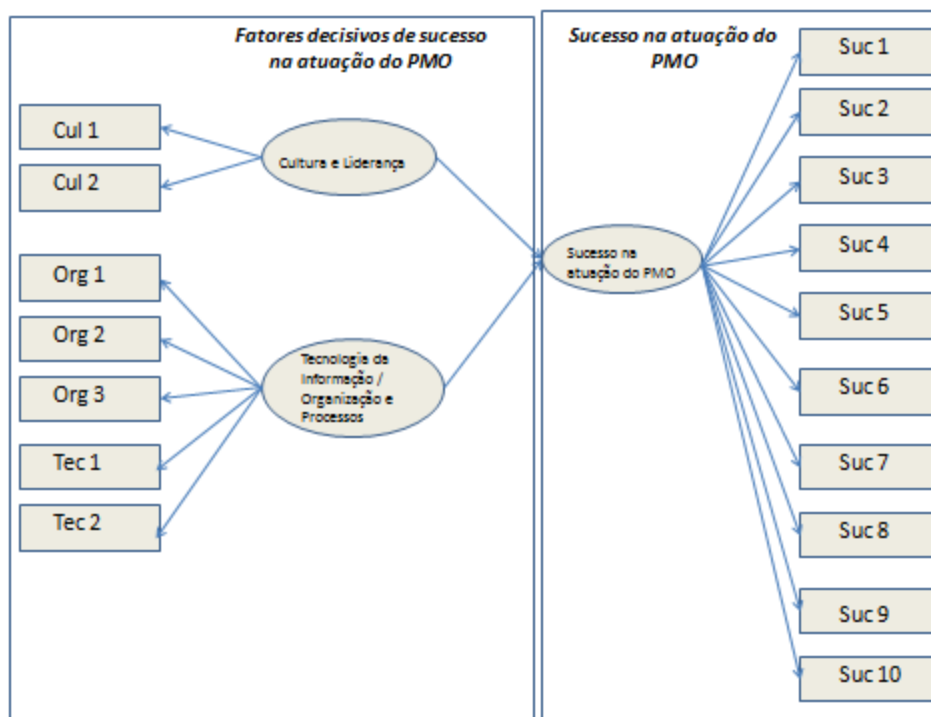 Fatores decisivos de sucesso
na atuação do PMO
Cul 1
Cul 2
Cultura e Liderança
Org 1
Org 2
Org 3
Tec 1
Tec 2
Tecnologia da
Informação /
Organização e
Processos
Sucesso na atuação do
PMO
Sucesso na
atuação do PMO
Suc 1
Suc 2
Suc 3
Suc 4
Suc 5
Suc 6
Suc 7
Suc 8
Suc 9
Suc 10